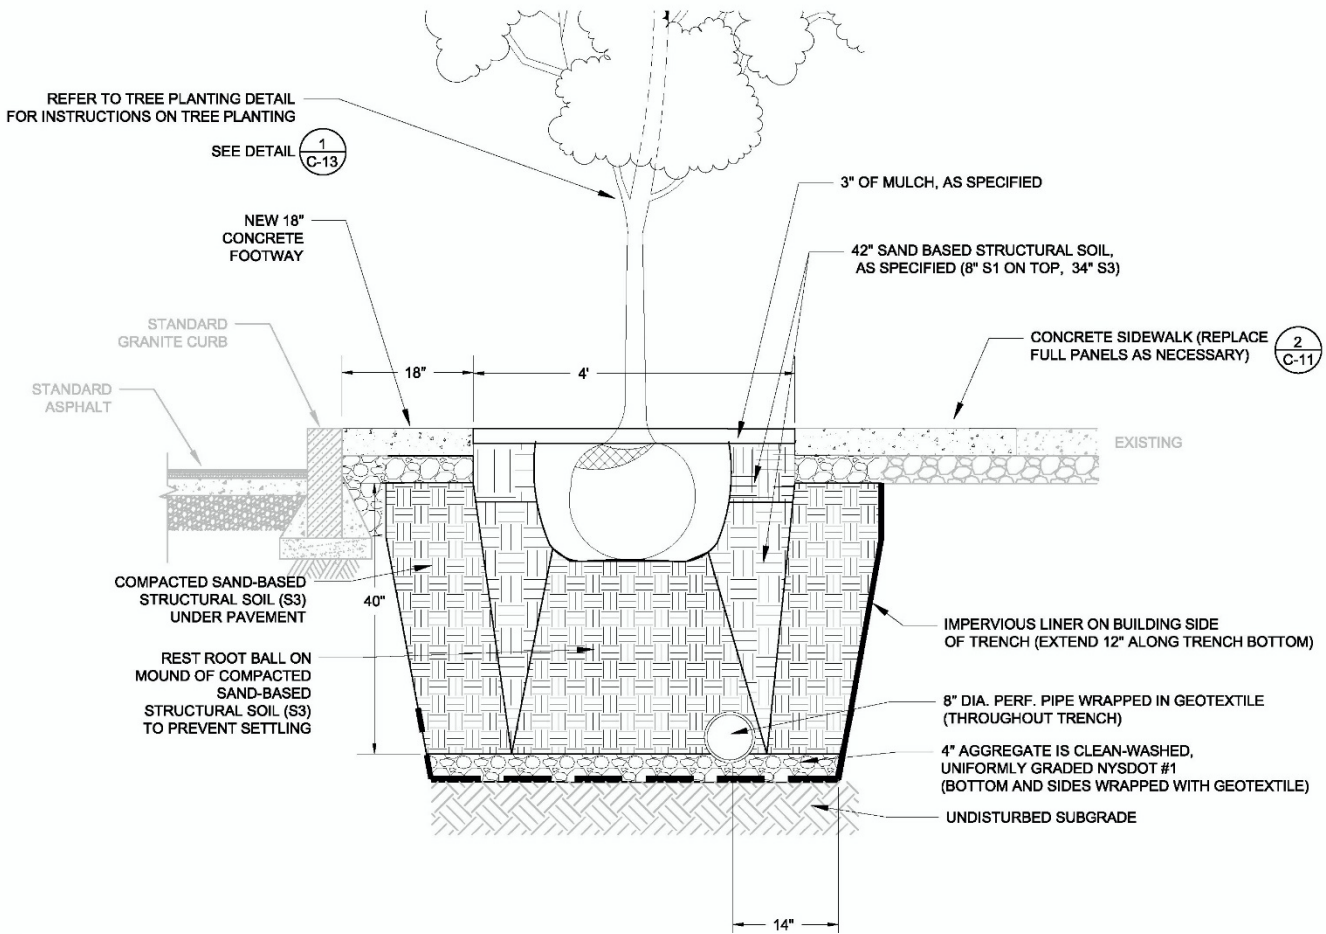 REFER TO TREE PLANTING DETAIL
FOR INSTRUCTIONS ON TREE PLANTING
SEE DETAIL
1
C-13
3" OF MULCH, AS SPECIFIED
NEW 18"
CONCRETE
FOOTWAY
42" SAND BASED STRUCTURAL SOIL,
AS SPECIFIED (8" S1 ON TOP, 34" S3)
STANDARD
GRANITE CURB
CONCRETE SIDEWALK (REPLACE
FULL PANELS AS NECESSARY)
2
C-11
18"
4'
STANDARD
ASPHALT
EXISTING
COMPACTED SAND-BASED
STRUCTURAL SOIL (S3)
UNDER PAVEMENT
40"
IMPERVIOUS LINER ON BUILDING SIDE
OF TRENCH (EXTEND 12" ALONG TRENCH BOTTOM)
REST ROOT BALL ON
MOUND OF COMPACTED
SAND-BASED
STRUCTURAL SOIL (S3)
TO PREVENT SETTLING
8" DIA. PERF. PIPE WRAPPED IN GEOTEXTILE
(THROUGHOUT TRENCH)
4" AGGREGATE IS CLEAN-WASHED,
UNIFORMLY GRADED NYSDOT #1
(BOTTOM AND SIDES WRAPPED WITH GEOTEXTILE)
UNDISTURBED SUBGRADE
14"